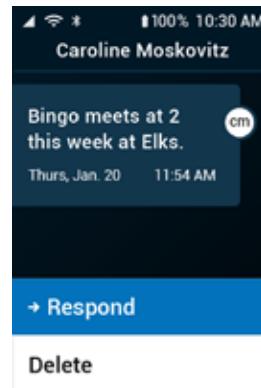 100% 10:30 AM
Caroline Moskovitz
Bingo meets at 2
this week at Elks.
cm
Thurs, Jan. 20 11:54 AM
→ Respond
Delete